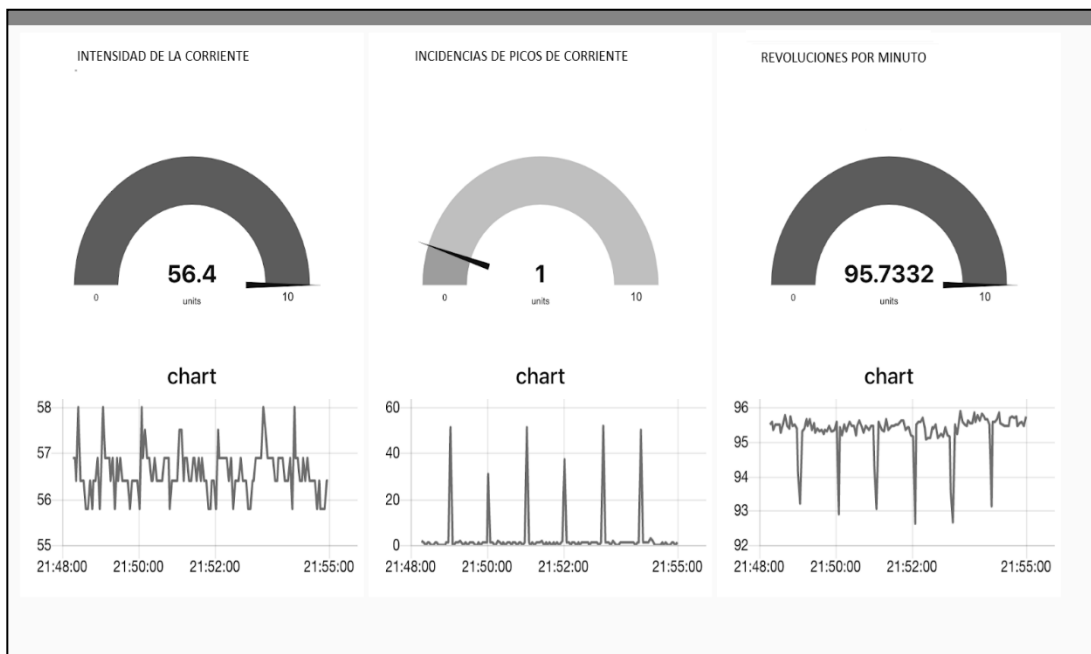 INTENSIDAD DE LA CORRIENTE
56.4
0
units
10
chart
58
57
56
55
21:48:00 21:50:00 21:52:00 21:55:00
INCIDENCIAS DE PICOS DE CORRIENTE
1
0
units
10
chart
60
40
20
0
21:48:00 21:50:00 21:52:00 21:55:00
REVOLUCIONES POR MINUTO
95.7332
0
units
10
chart
96
95
94
93
92
21:48:00 21:50:00 21:52:00 21:55:00